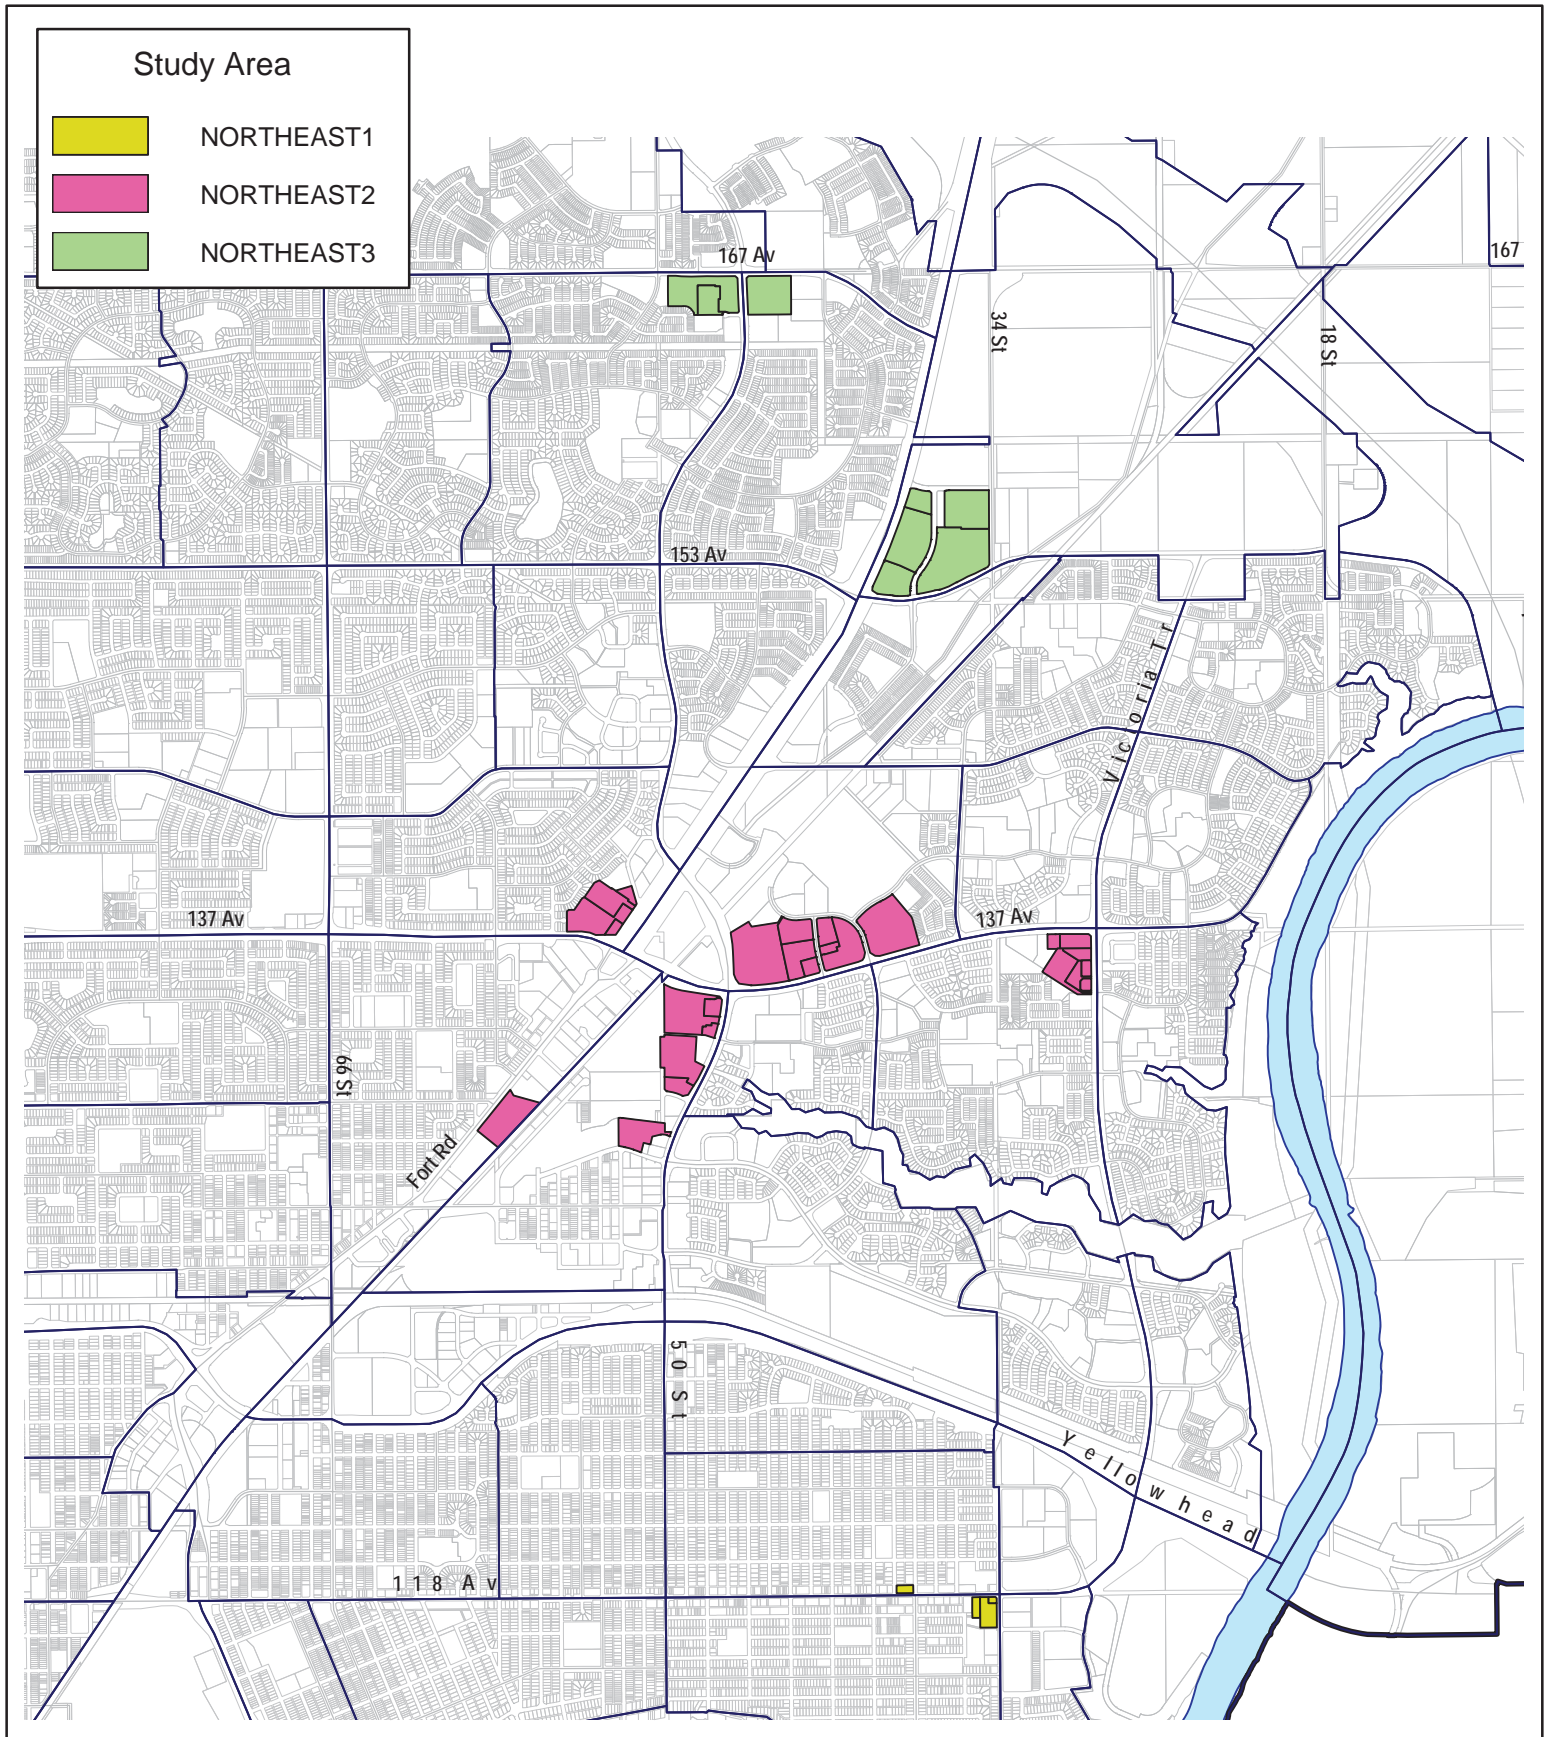 Study Area
NORTHEAST1
NORTHEAST2
NORTHEAST3
167 Av
167
34 St
18 St
153 Av
Victoria Tr
137 Av
137 Av
66 St
Fort Rd
50 St
Yellowhead
118 Av